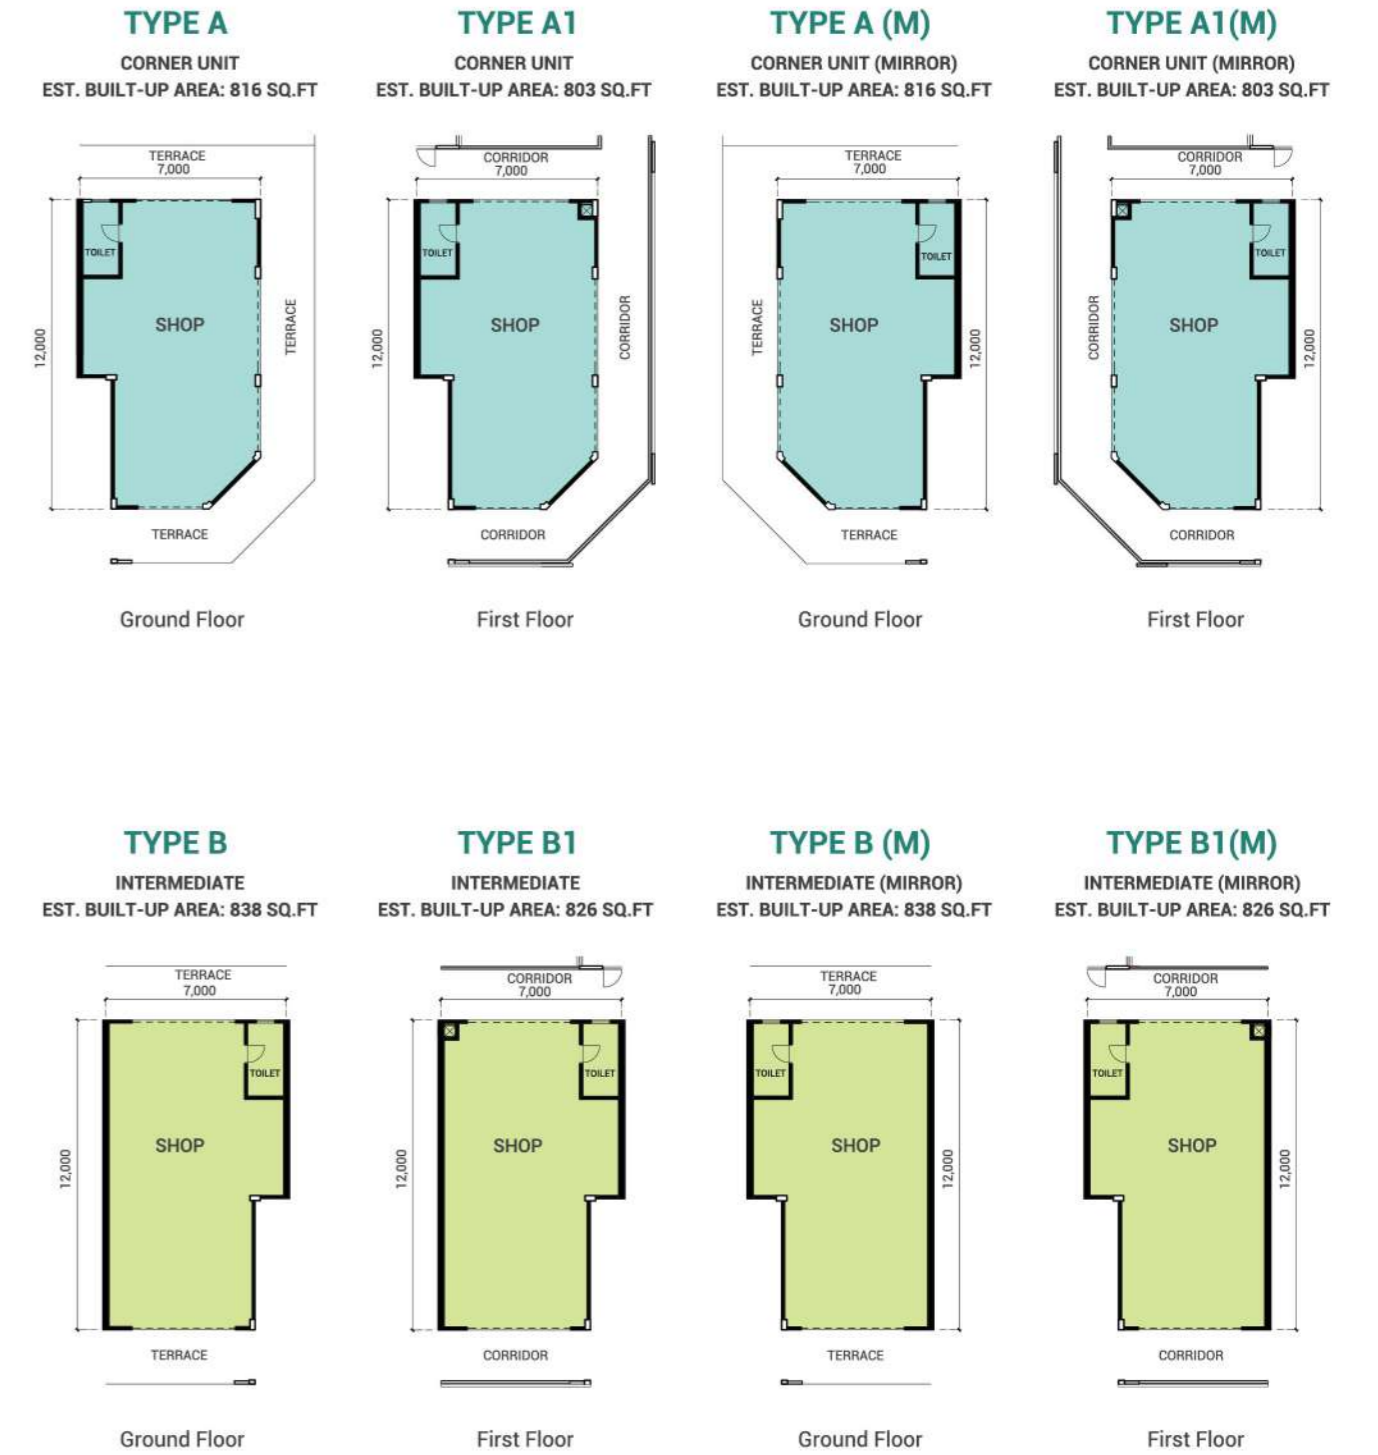 TYPE A
CORNER UNIT
EST. BUILT-UP AREA: 816 SQ.FT
TERRACE
7,000
TOILET
SHOP
12,000
TERRACE
TERRACE
Ground Floor
TYPE A1
CORNER UNIT
EST. BUILT-UP AREA: 803 SQ.FT
CORRIDOR
7,000
TOILET
SHOP
12,000
CORRIDOR
CORRIDOR
First Floor
TYPE A (M)
CORNER UNIT (MIRROR)
EST. BUILT-UP AREA: 816 SQ.FT
TERRACE
7,000
TOILET
TERRACE
SHOP
12,000
TERRACE
Ground Floor
TYPE A1(M)
CORNER UNIT (MIRROR)
EST. BUILT-UP AREA: 803 SQ.FT
CORRIDOR
7,000
TOILET
CORRIDOR
SHOP
12,000
CORRIDOR
First Floor
TYPE B
INTERMEDIATE
EST. BUILT-UP AREA: 838 SQ.FT
TERRACE
7,000
TOILET
SHOP
12,000
TERRACE
Ground Floor
TYPE B1
INTERMEDIATE
EST. BUILT-UP AREA: 826 SQ.FT
CORRIDOR
7,000
TOILET
SHOP
12,000
CORRIDOR
First Floor
TYPE B (M)
INTERMEDIATE (MIRROR)
EST. BUILT-UP AREA: 838 SQ.FT
TERRACE
7,000
TOILET
SHOP
12,000
TERRACE
Ground Floor
TYPE B1(M)
INTERMEDIATE (MIRROR)
EST. BUILT-UP AREA: 826 SQ.FT
CORRIDOR
7,000
TOILET
SHOP
12,000
CORRIDOR
First Floor